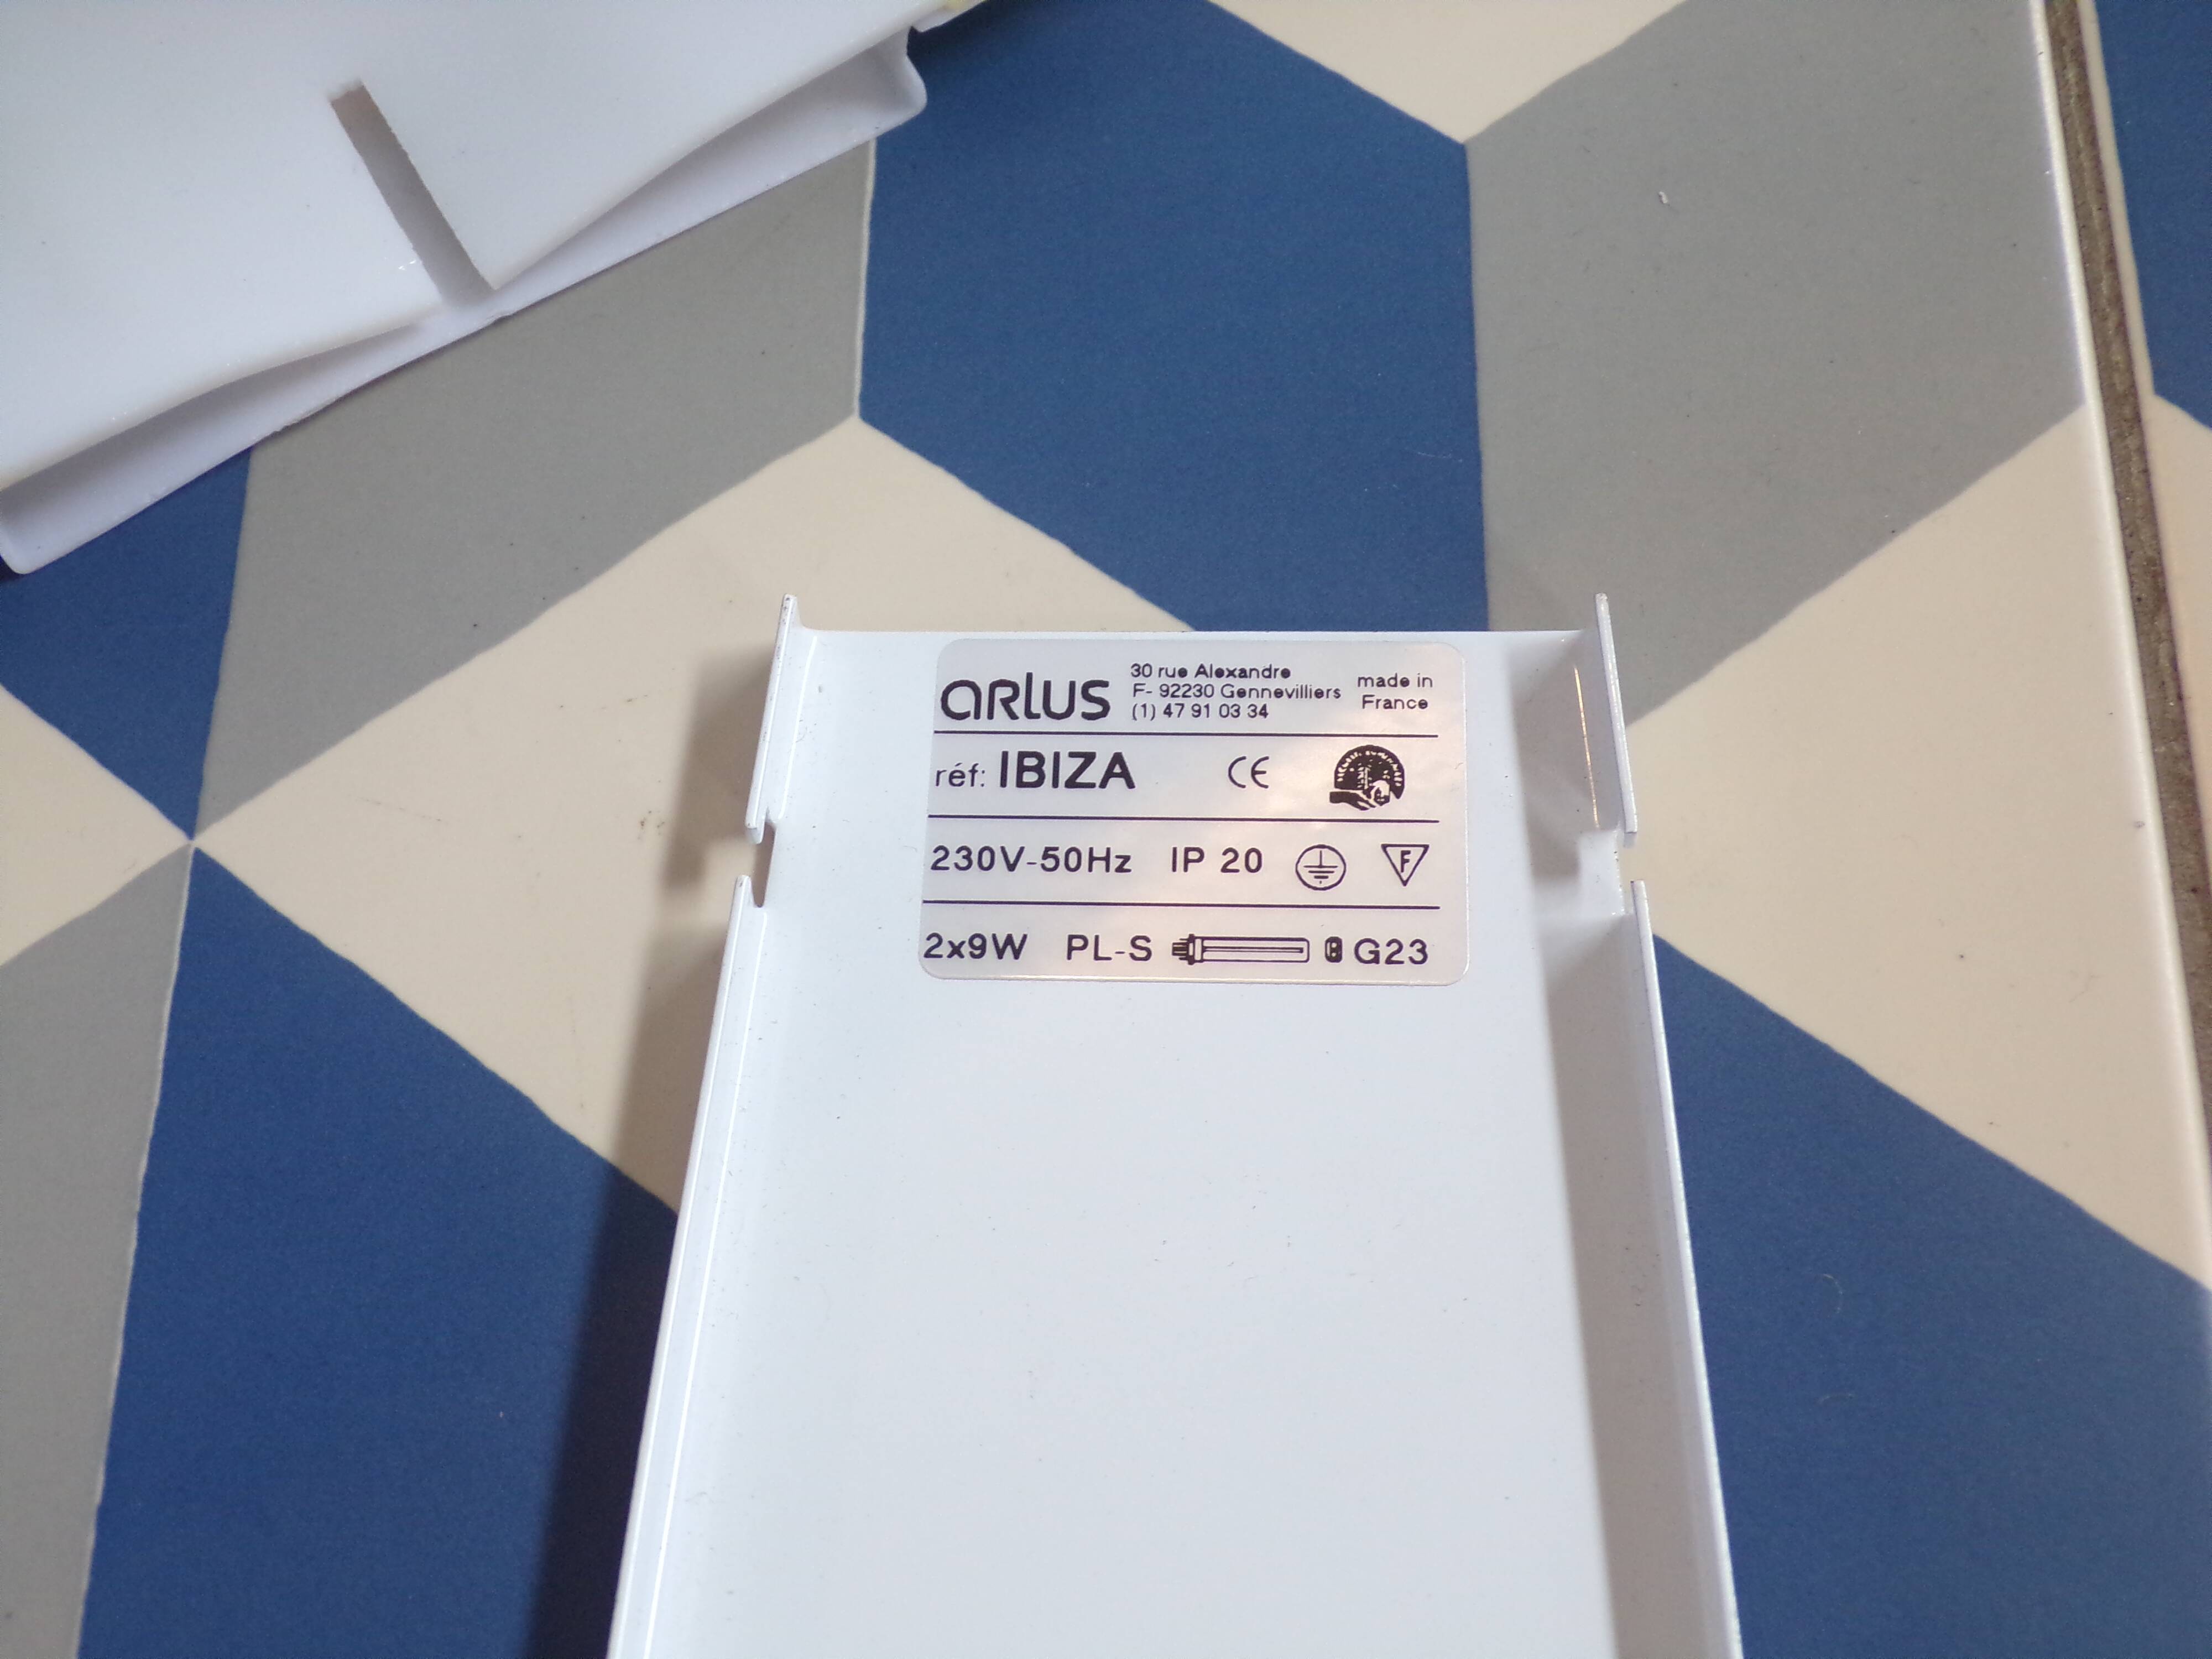 arlus
30 rue Alexandre
F- 92230 Gennevilliers
(1) 47 91 03 34
made in
France
réf: IBIZA CE
230V-50Hz IP 20 F
2x9W PL-S G23